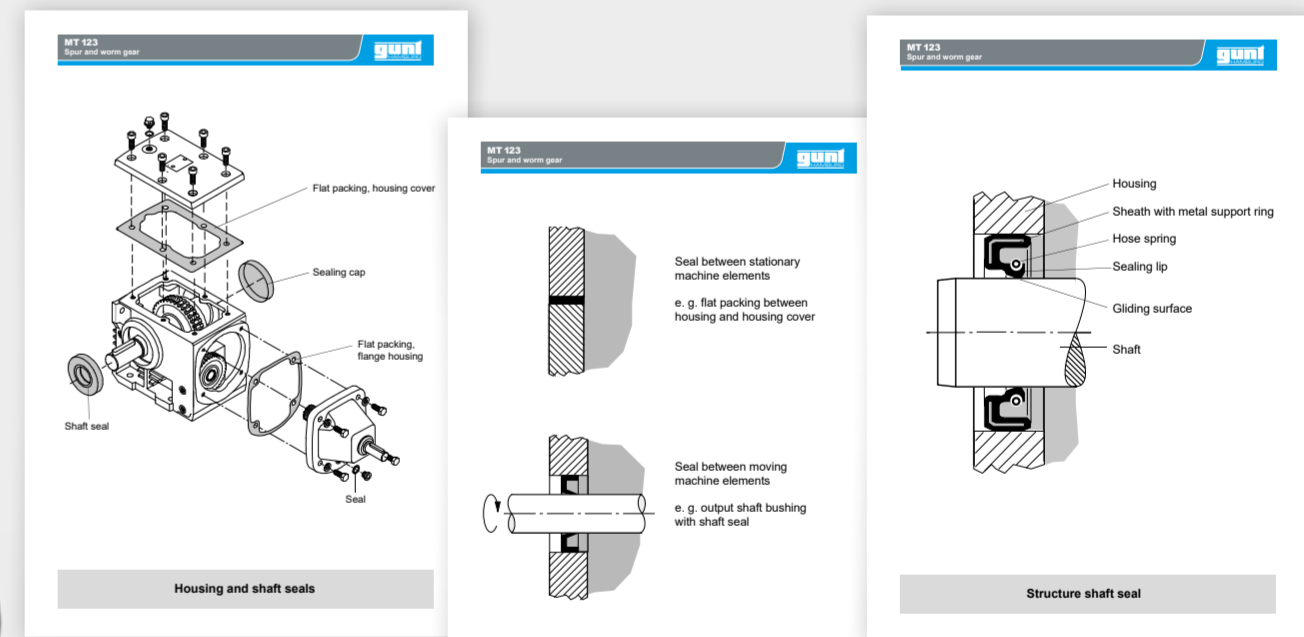 MT 123
Spur and worm gear
gunt
HAMBURG
Flat packing, housing cover
Sealing cap
Flat packing,
flange housing
Shaft seal
Seal
Housing and shaft seals
MT 123
Spur and worm gear
gunt
HAMBURG
Seal between stationary
machine elements
e. g. flat packing between
housing and housing cover
Seal between moving
machine elements
e. g. output shaft bushing
with shaft seal
MT 123
Spur and worm gear
gunt
HAMBURG
Housing
Sheath with metal support ring
Hose spring
Sealing lip
Gliding surface
Shaft
Structure shaft seal